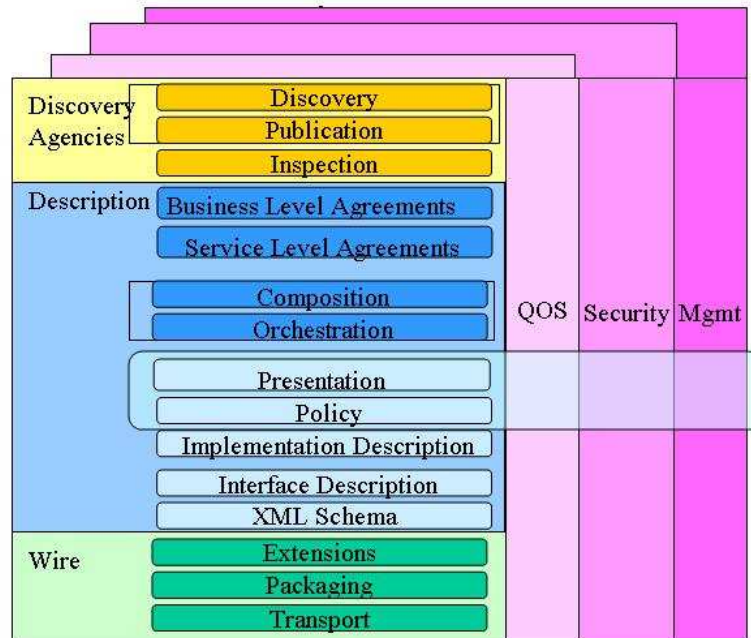 Discovery
Agencies
Discovery
Publication
Inspection
Description
Business Level Agreements
Service Level Agreements
Composition
Orchestration
Presentation
Policy
Implementation Description
Interface Description
XML Schema
Wire
Extensions
Packaging
Transport
QOS
Security
Mgmt